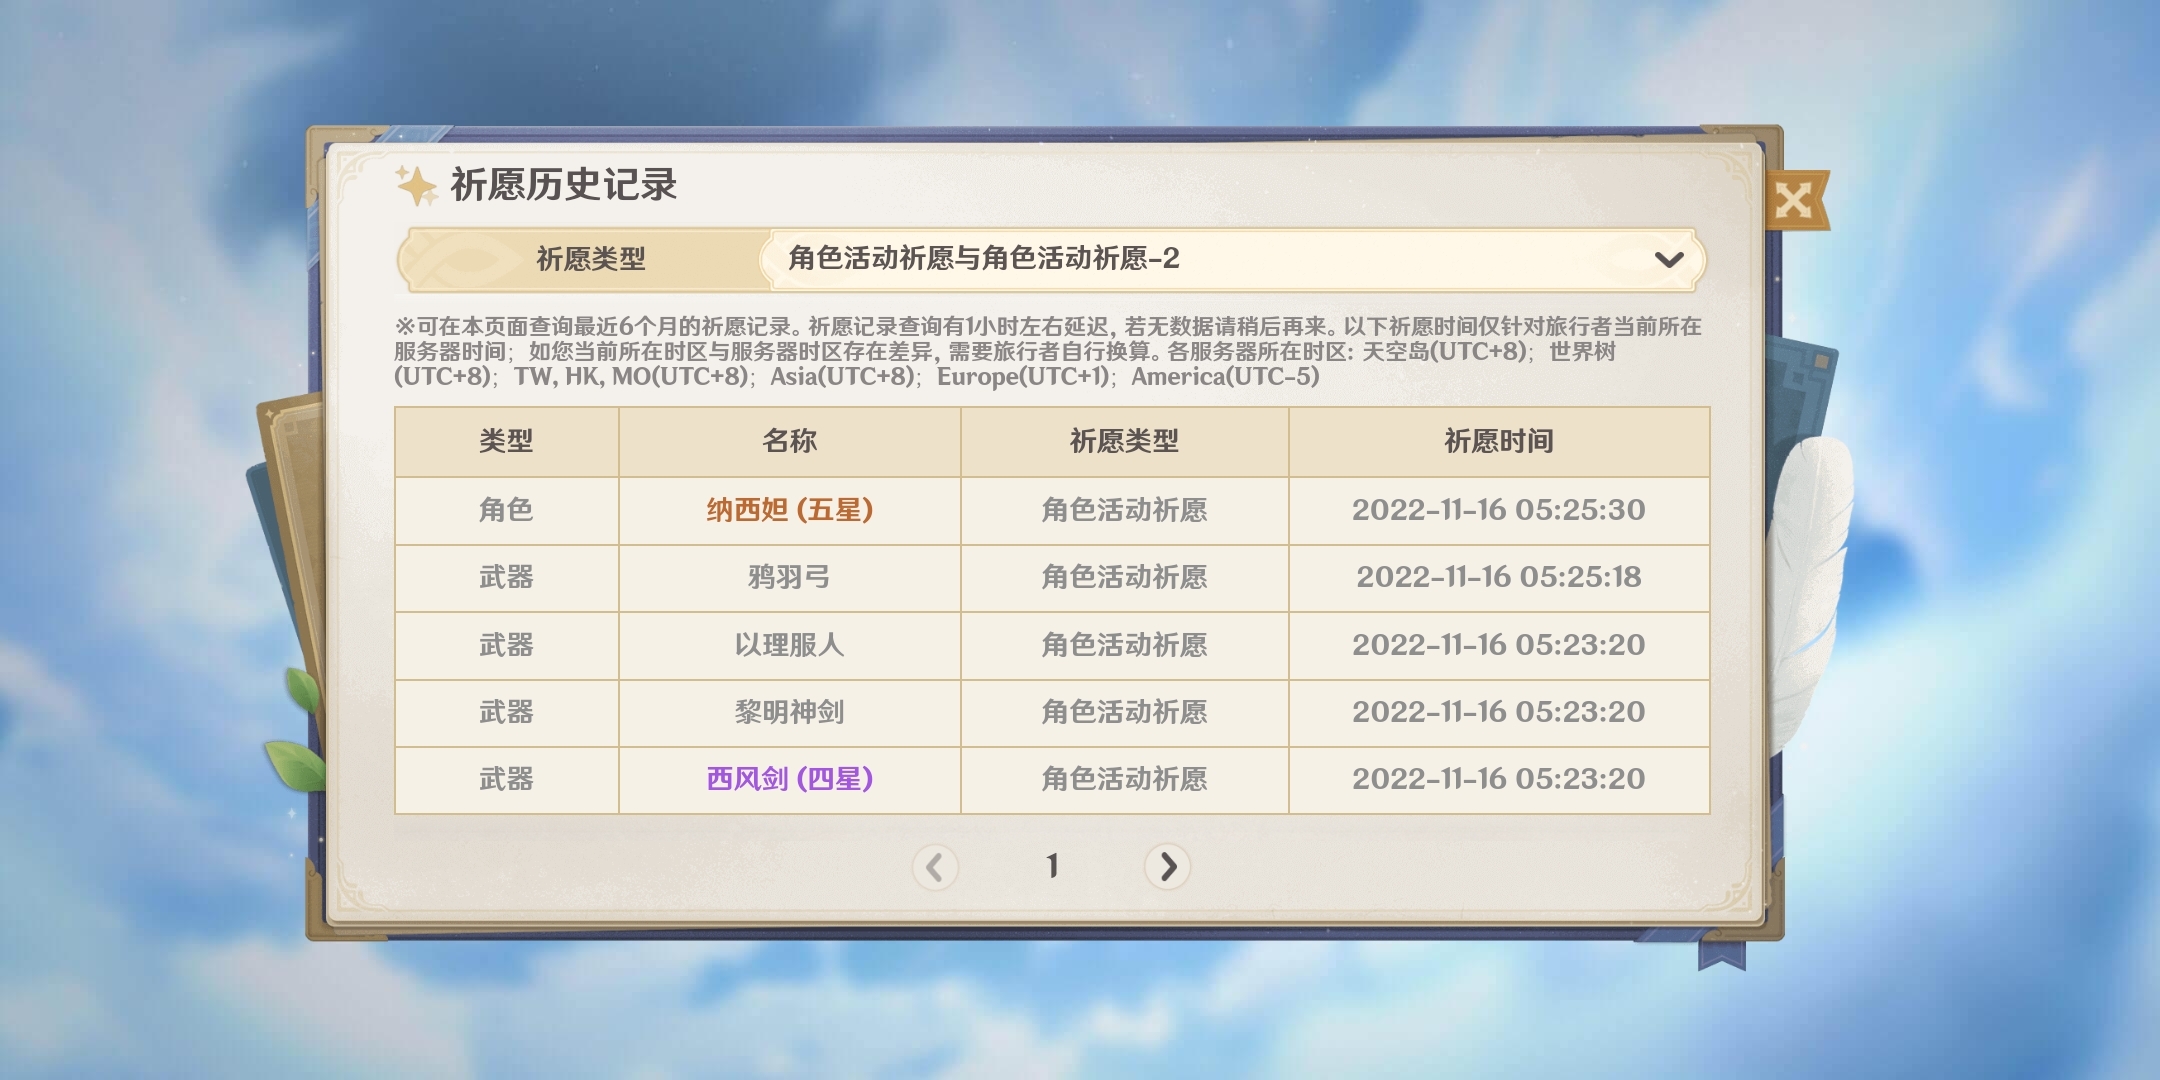 祈愿历史记录
祈愿类型
角色活动祈愿与角色活动祈愿-2
※可在本页面查询最近6个月的祈愿记录。祈愿记录查询有1小时左右延迟, 若无数据请稍后再来。以下祈愿时间仅针对旅行者当前所在
服务器时间; 如您当前所在时区与服务器时区存在差异, 需要旅行者自行换算。各服务器所在时区: 天空岛(UTC+8); 世界树
(UTC+8); TW, HK, MO(UTC+8); Asia(UTC+8); Europe(UTC+1); America(UTC-5)
类型 名称 祈愿类型 祈愿时间
角色 纳西妲 (五星) 角色活动祈愿 2022-11-16 05:25:30
武器 鸦羽弓 角色活动祈愿 2022-11-16 05:25:18
武器 以理服人 角色活动祈愿 2022-11-16 05:23:20
武器 黎明神剑 角色活动祈愿 2022-11-16 05:23:20
武器 西风剑 (四星) 角色活动祈愿 2022-11-16 05:23:20
1